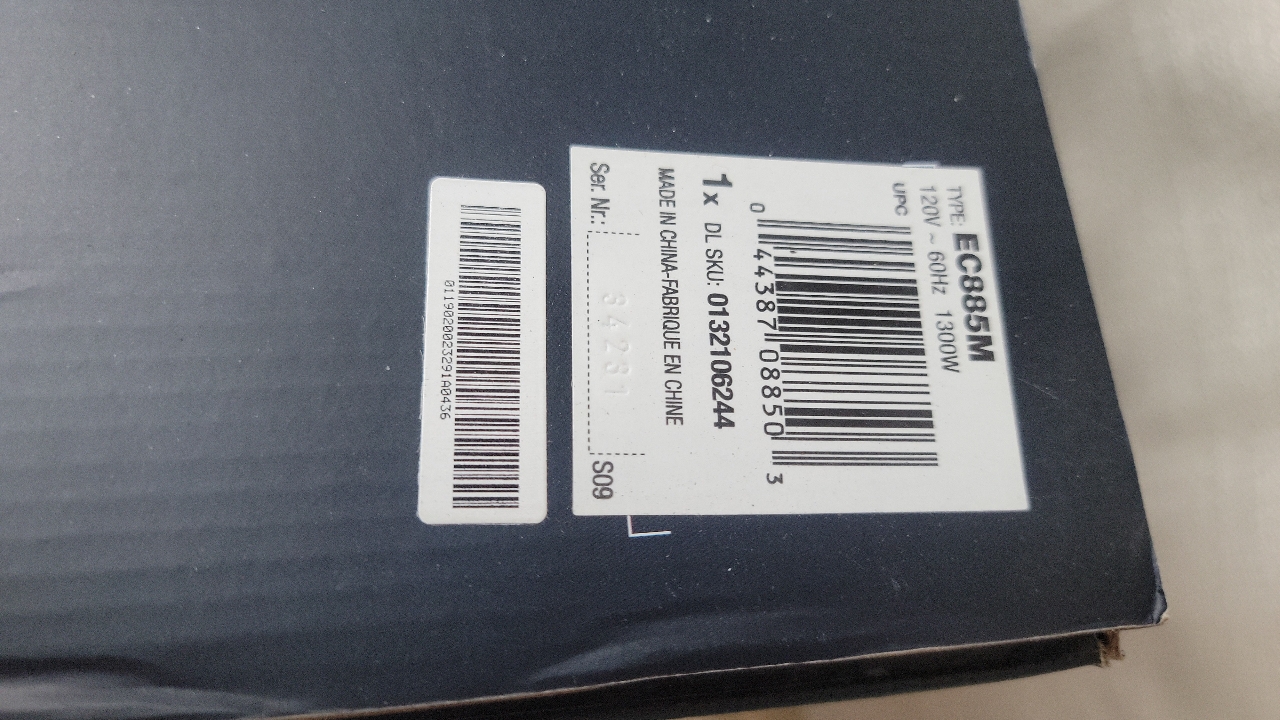 TYPE: EC885M
120V ~ 60Hz 1300W
UPC
0 44387 08850 3
1x DL SKU: 0132106244
MADE IN CHINA-FABRIQUE EN CHINE
Ser. Nr.: 34231 S09
0119020023291A0436